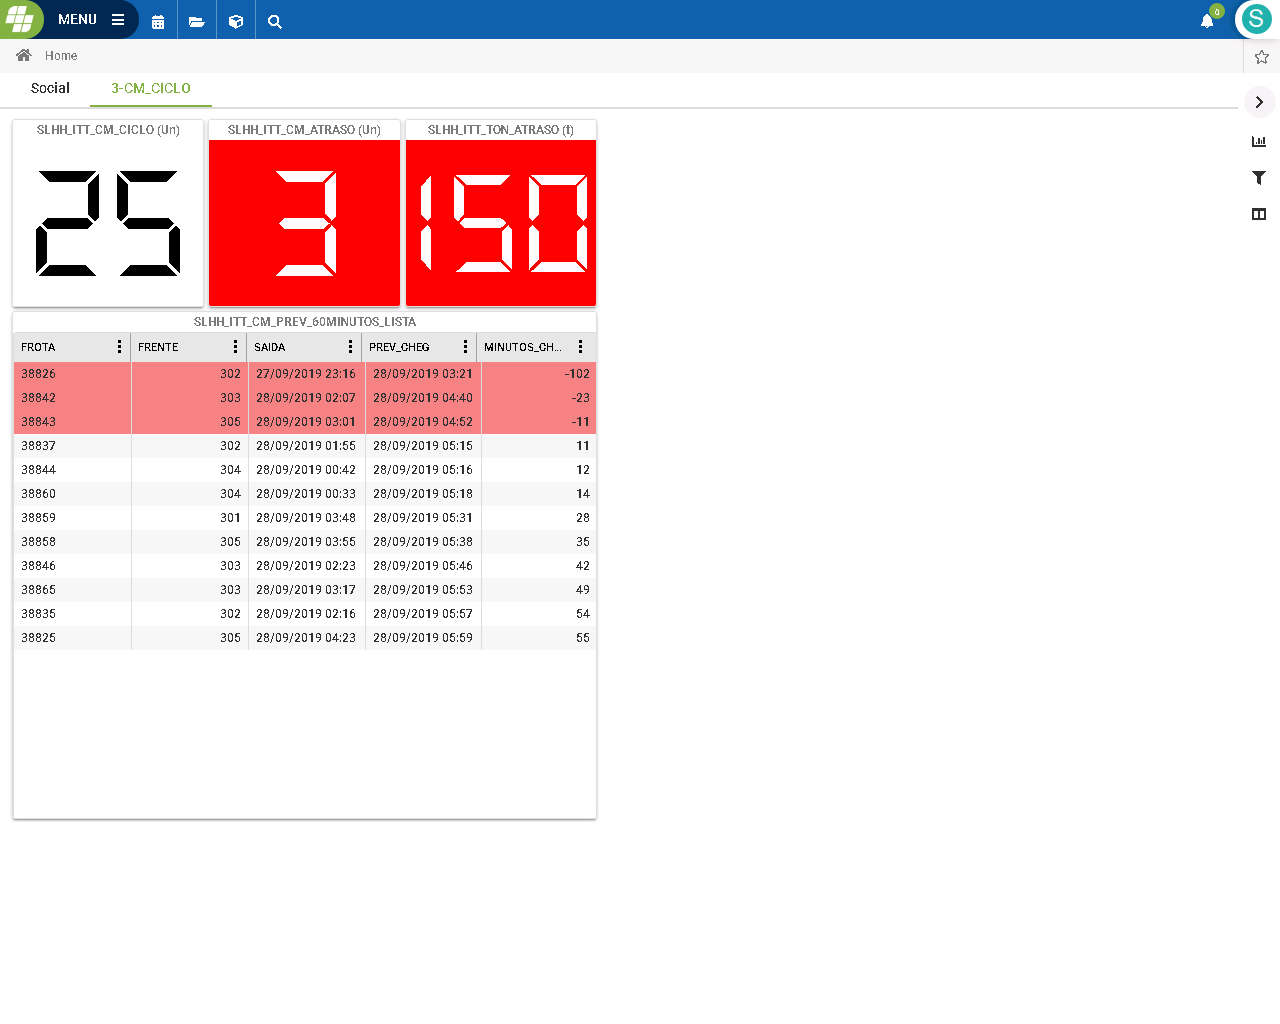 MENU
0
S
Home
Social 3-CM_CICLO
SLHH_ITT_CM_CICLO (Un) SLHH_ITT_CM_ATRASO (Un) SLHH_ITT_TON_ATRASO (t)
25 3 150
SLHH_ITT_CM_PREV_60MINUTOS_LISTA
FROTA FRENTE SAIDA PREV_CHEG MINUTOS_CH...
38826 302 27/09/2019 23:16 28/09/2019 03:21 -102
38842 303 28/09/2019 02:07 28/09/2019 04:40 -23
38843 305 28/09/2019 03:01 28/09/2019 04:52 -11
38837 302 28/09/2019 01:55 28/09/2019 05:15 11
38844 304 28/09/2019 00:42 28/09/2019 05:16 12
38860 304 28/09/2019 00:33 28/09/2019 05:18 14
38859 301 28/09/2019 03:48 28/09/2019 05:31 28
38858 305 28/09/2019 03:55 28/09/2019 05:38 35
38846 303 28/09/2019 02:23 28/09/2019 05:46 42
38865 303 28/09/2019 03:17 28/09/2019 05:53 49
38835 302 28/09/2019 02:16 28/09/2019 05:57 54
38825 305 28/09/2019 04:23 28/09/2019 05:59 55